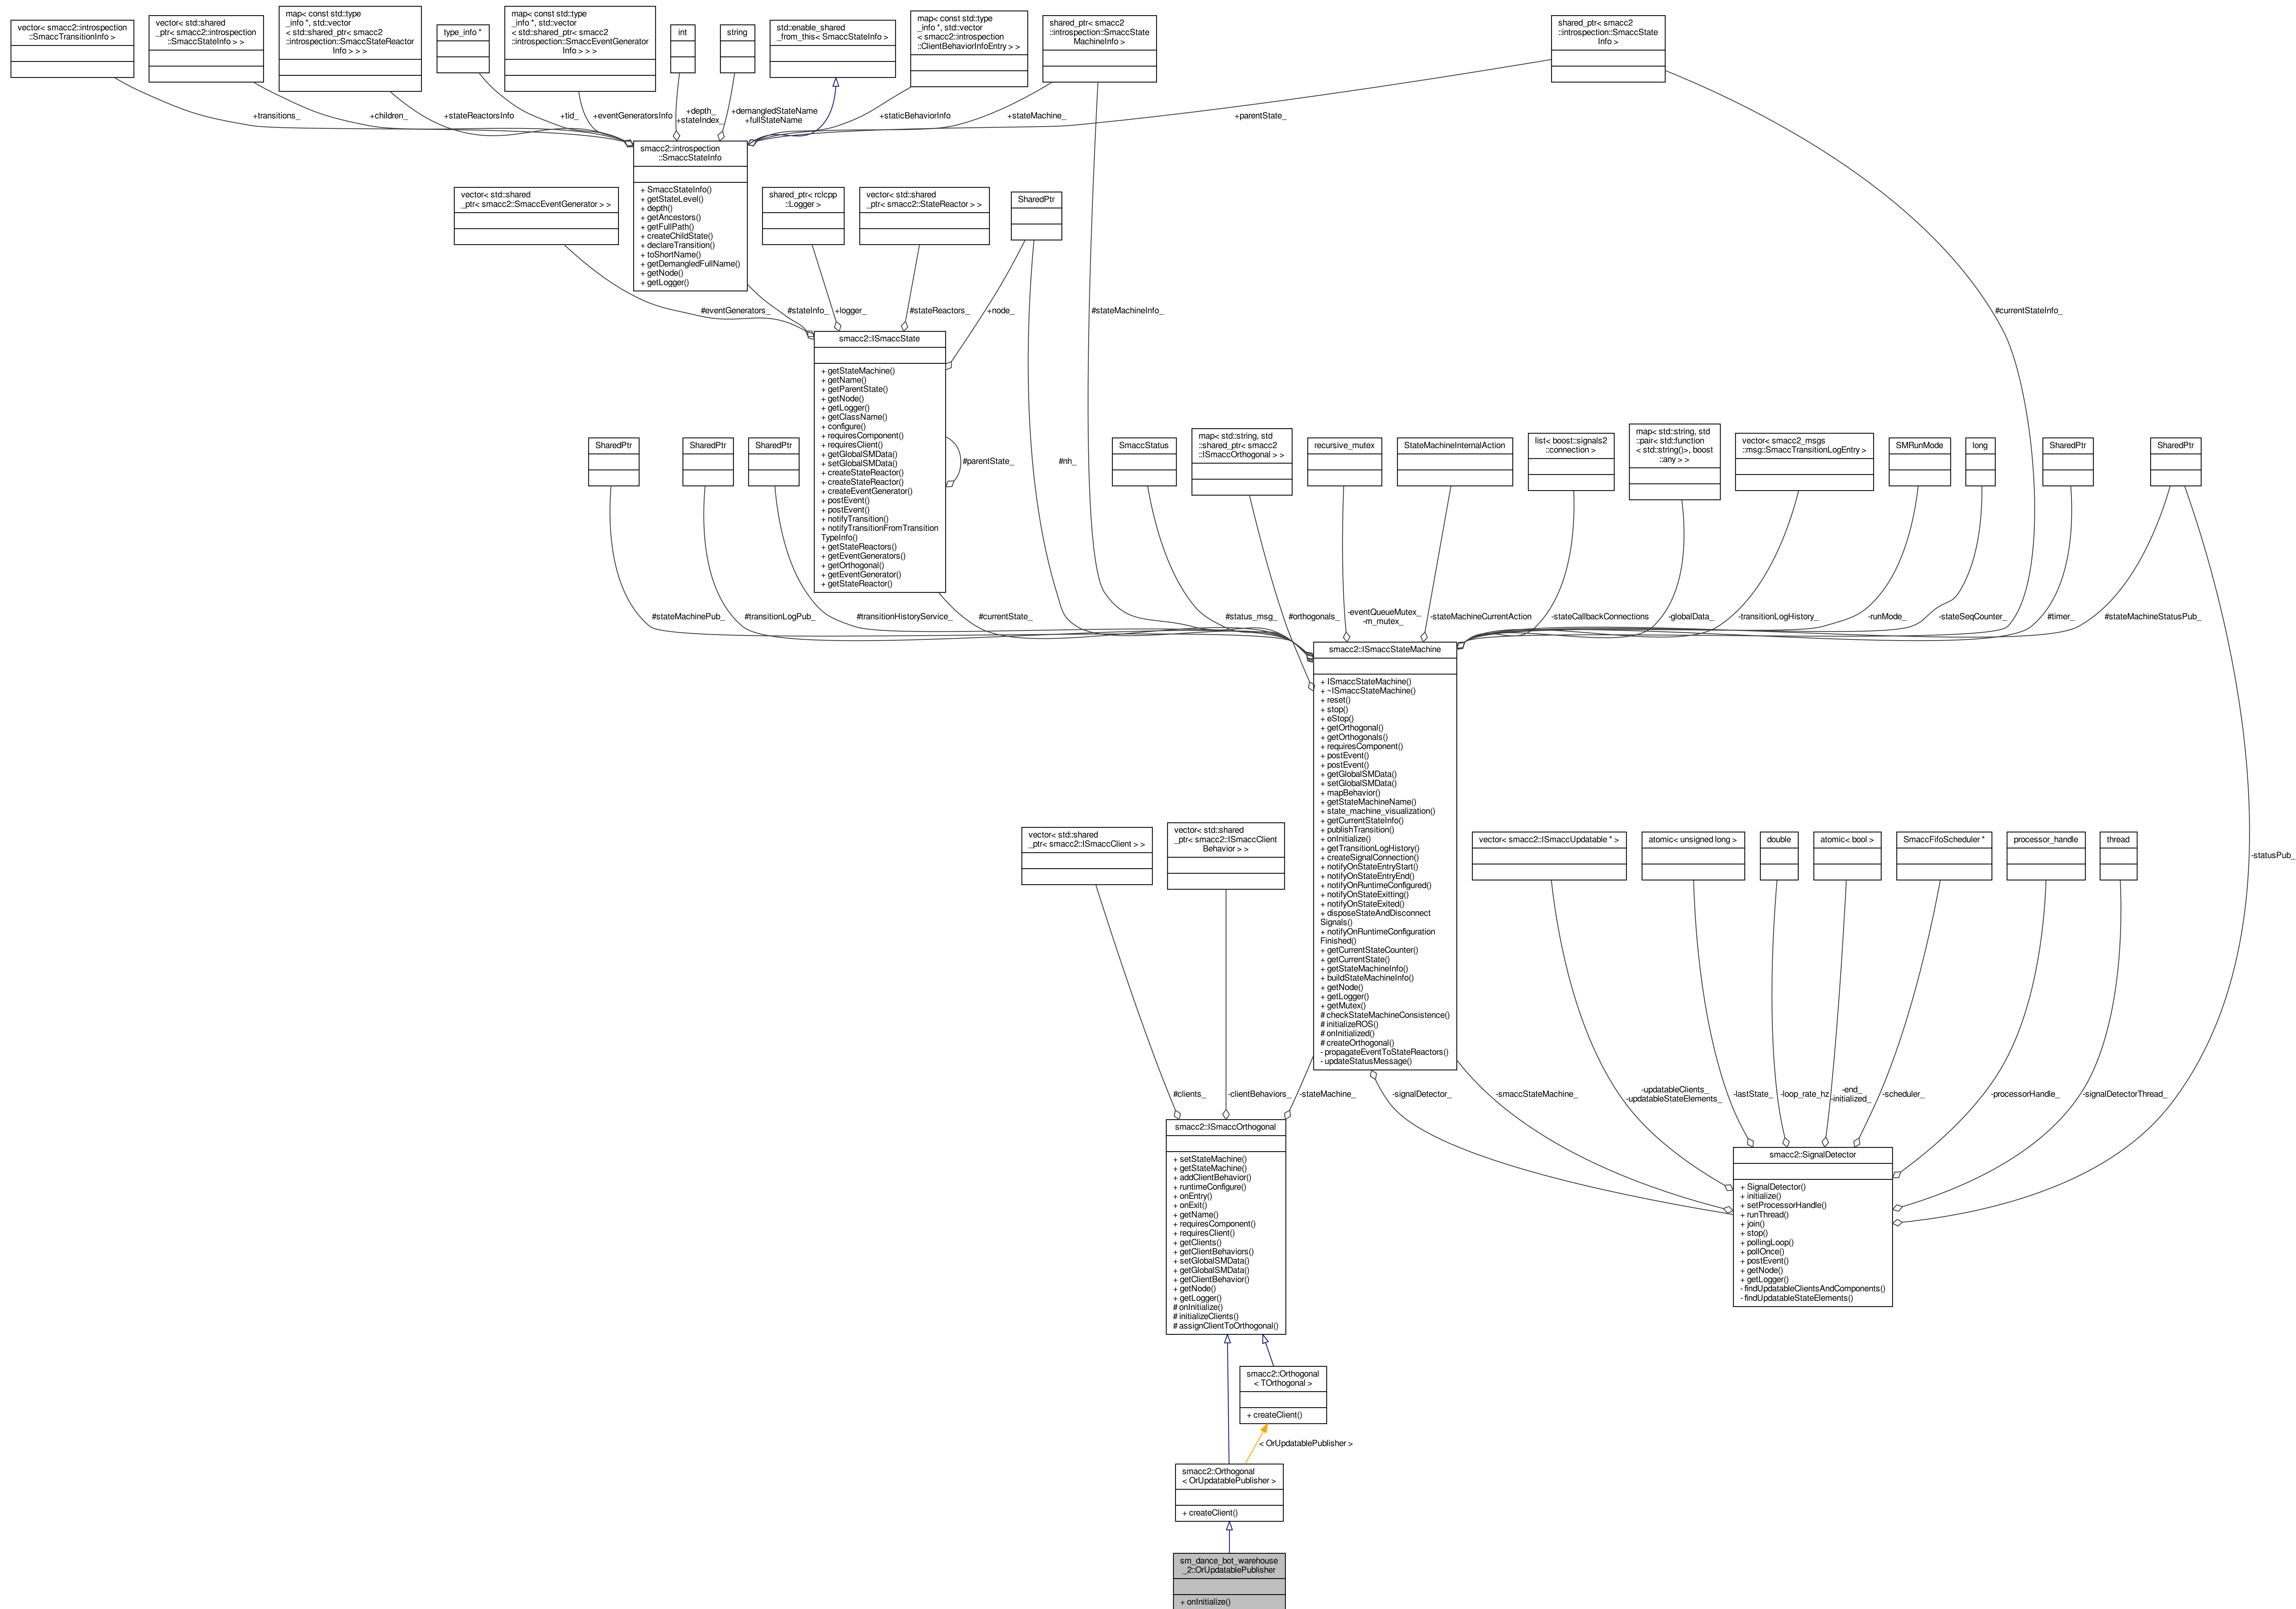 vector< smacc2::introspection
::SmaccTransitionInfo >
vector< std::shared
_ptr< smacc2::introspection
::SmaccStateInfo > >
map< const std::type
_info *, std::vector
< std::shared_ptr< smacc2
::introspection::SmaccStateReactor
Info > > >
type_info *
map< const std::type
_info *, std::vector
< std::shared_ptr< smacc2
::introspection::SmaccEventGenerator
Info > > >
int
string
std::enable_shared
_from_this< SmaccStateInfo >
map< const std::type
_info *, std::vector
< smacc2::introspection
::ClientBehaviorInfoEntry > >
shared_ptr< smacc2
::introspection::SmaccState
MachineInfo >
shared_ptr< smacc2
::introspection::SmaccState
Info >
+transitions_
+children_
+stateReactorsInfo
+tid_
+eventGeneratorsInfo
+depth_
+stateIndex_
+demangledStateName
+fullStateName
+staticBehaviorInfo
+stateMachine_
+parentState_
smacc2::introspection
::SmaccStateInfo
+ SmaccStateInfo()
+ getStateLevel()
+ depth()
+ getAncestors()
+ getFullPath()
+ createChildState()
+ declareTransition()
+ toShortName()
+ getDemangledFullName()
+ getNode()
+ getLogger()
vector< std::shared
_ptr< smacc2::SmaccEventGenerator > >
shared_ptr< rclcpp
::Logger >
vector< std::shared
_ptr< smacc2::StateReactor > >
SharedPtr
#eventGenerators_
#stateInfo_
+logger_
#stateReactors_
+node_
#stateMachineInfo_
#currentStateInfo_
smacc2::ISmaccState
+ getStateMachine()
+ getName()
+ getParentState()
+ getNode()
+ getLogger()
+ getClassName()
+ configure()
+ requiresComponent()
+ requiresClient()
+ getGlobalSMData()
+ setGlobalSMData()
+ createStateReactor()
+ createStateReactor()
+ createEventGenerator()
+ postEvent()
+ postEvent()
+ notifyTransition()
+ notifyTransitionFromTransition
TypeInfo()
+ getStateReactors()
+ getEventGenerators()
+ getOrthogonal()
+ getEventGenerator()
+ getStateReactor()
#parentState_
#nh_
SharedPtr
SharedPtr
SharedPtr
SmaccStatus
map< std::string, std
::shared_ptr< smacc2
::ISmaccOrthogonal > >
recursive_mutex
StateMachineInternalAction
list< boost::signals2
::connection >
map< std::string, std
::pair< std::function
< std::string()>, boost
::any > >
vector< smacc2_msgs
::msg::SmaccTransitionLogEntry >
SMRunMode
long
SharedPtr
SharedPtr
#stateMachinePub_
#transitionLogPub_
#transitionHistoryService_
#currentState_
#status_msg_
#orthogonals_
-eventQueueMutex_
-m_mutex_
-stateMachineCurrentAction
-stateCallbackConnections
-globalData_
-transitionLogHistory_
-runMode_
-stateSeqCounter_
#timer_
#stateMachineStatusPub_
smacc2::ISmaccStateMachine
+ ISmaccStateMachine()
+ ~ISmaccStateMachine()
+ reset()
+ stop()
+ eStop()
+ getOrthogonal()
+ getOrthogonals()
+ requiresComponent()
+ postEvent()
+ postEvent()
+ getGlobalSMData()
+ setGlobalSMData()
+ mapBehavior()
+ getStateMachineName()
+ state_machine_visualization()
+ getCurrentStateInfo()
+ publishTransition()
+ onInitialize()
+ getTransitionLogHistory()
+ createSignalConnection()
+ notifyOnStateEntryStart()
+ notifyOnStateEntryEnd()
+ notifyOnRuntimeConfigured()
+ notifyOnStateExitting()
+ notifyOnStateExited()
+ disposeStateAndDisconnect
Signals()
+ notifyOnRuntimeConfiguration
Finished()
+ getCurrentStateCounter()
+ getCurrentState()
+ getStateMachineInfo()
+ buildStateMachineInfo()
+ getNode()
+ getLogger()
+ getMutex()
# checkStateMachineConsistence()
# initializeROS()
# onInitialized()
# createOrthogonal()
- propagateEventToStateReactors()
- updateStatusMessage()
vector< std::shared
_ptr< smacc2::ISmaccClient > >
vector< std::shared
_ptr< smacc2::ISmaccClient
Behavior > >
vector< smacc2::ISmaccUpdatable * >
atomic< unsigned long >
double
atomic< bool >
SmaccFifoScheduler *
processor_handle
thread
-statusPub_
#clients_
-clientBehaviors_
-stateMachine_
-signalDetector_
-smaccStateMachine_
-updatableClients_
-updatableStateElements_
-lastState_
-loop_rate_hz
-end_
-initialized_
-scheduler_
-processorHandle_
-signalDetectorThread_
smacc2::ISmaccOrthogonal
+ setStateMachine()
+ getStateMachine()
+ addClientBehavior()
+ runtimeConfigure()
+ onEntry()
+ onExit()
+ getName()
+ requiresComponent()
+ requiresClient()
+ getClients()
+ getClientBehaviors()
+ setGlobalSMData()
+ getGlobalSMData()
+ getClientBehavior()
+ getNode()
+ getLogger()
# onInitialize()
# initializeClients()
# assignClientToOrthogonal()
smacc2::SignalDetector
+ SignalDetector()
+ initialize()
+ setProcessorHandle()
+ runThread()
+ join()
+ stop()
+ pollingLoop()
+ pollOnce()
+ postEvent()
+ getNode()
+ getLogger()
- findUpdatableClientsAndComponents()
- findUpdatableStateElements()
smacc2::Orthogonal
< TOrthogonal >
+ createClient()
< OrUpdatablePublisher >
smacc2::Orthogonal
< OrUpdatablePublisher >
+ createClient()
sm_dance_bot_warehouse
_2::OrUpdatablePublisher
+ onInitialize()